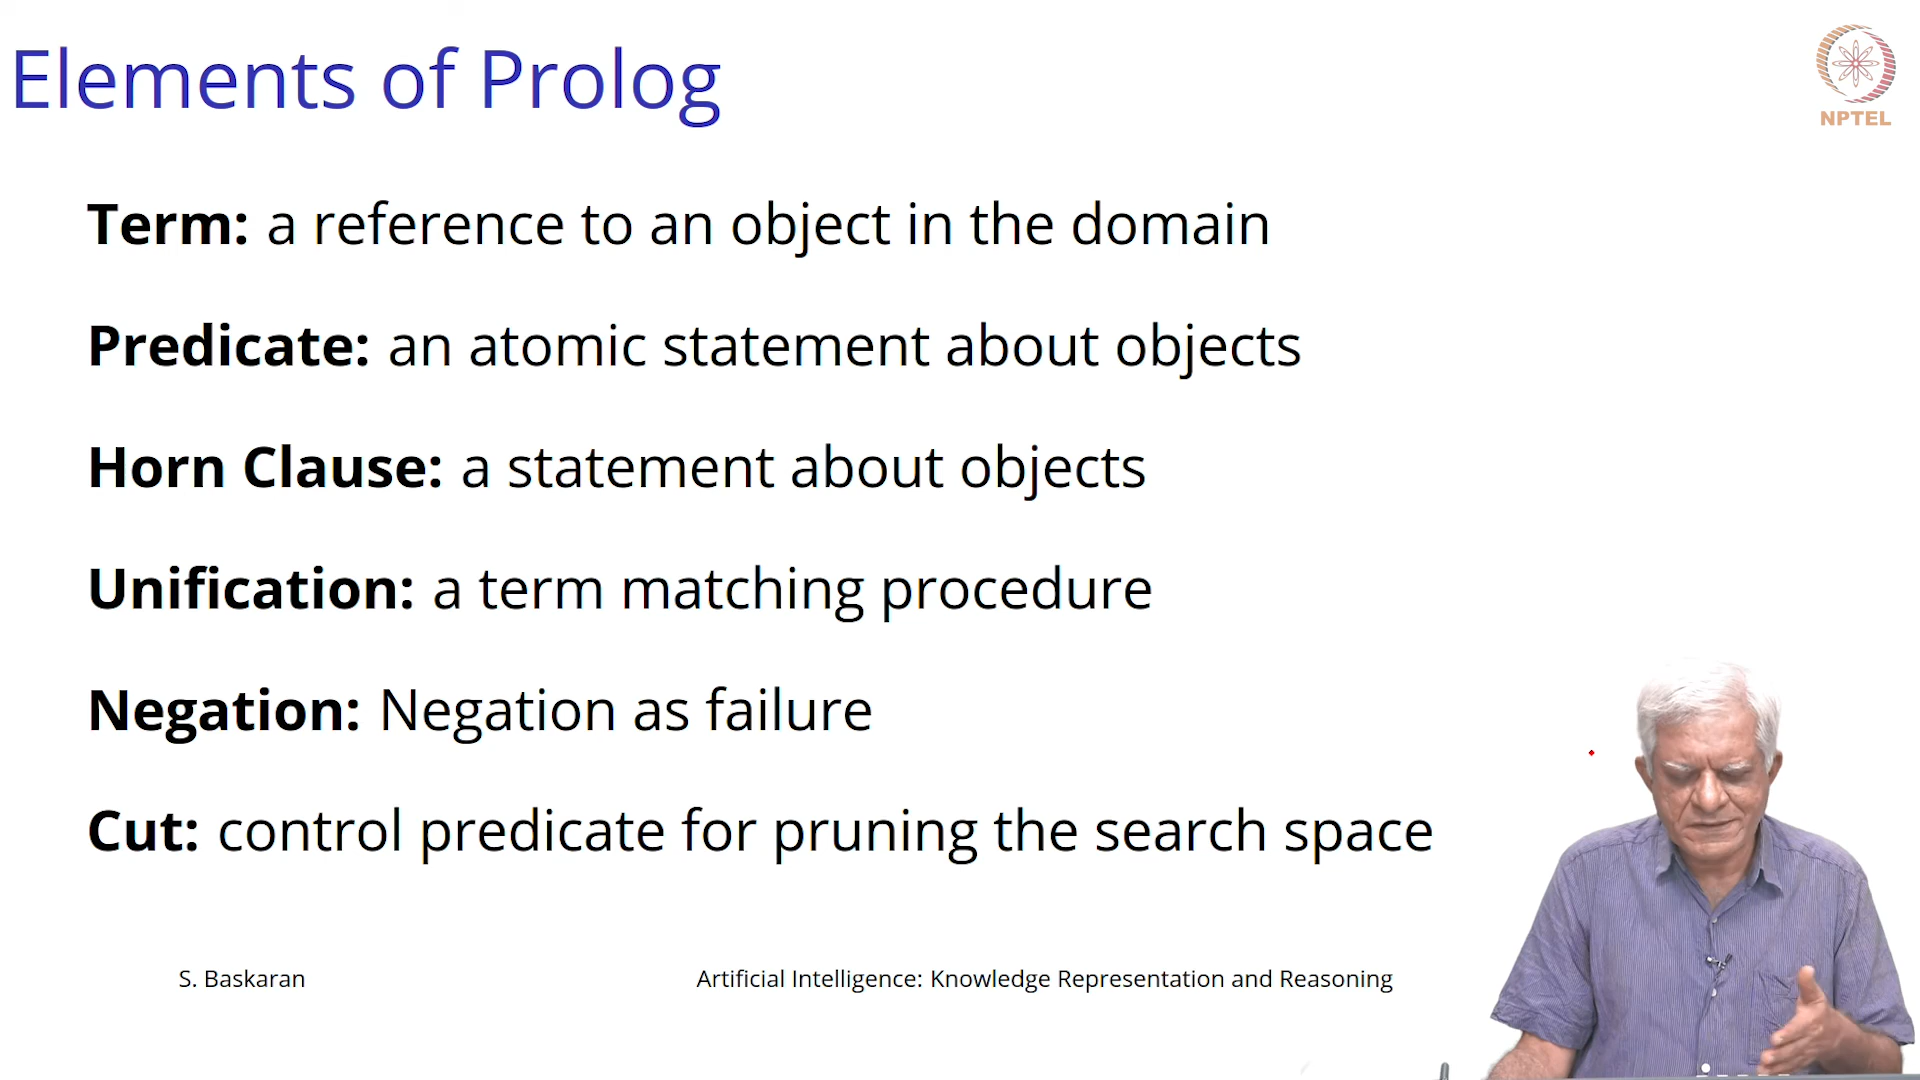 Elements of Prolog
NPTEL
Term: a reference to an object in the domain
Predicate: an atomic statement about objects
Horn Clause: a statement about objects
Unification: a term matching procedure
Negation: Negation as failure
Cut: control predicate for pruning the search space
S. Baskaran
Artificial Intelligence: Knowledge Representation and Reasoning